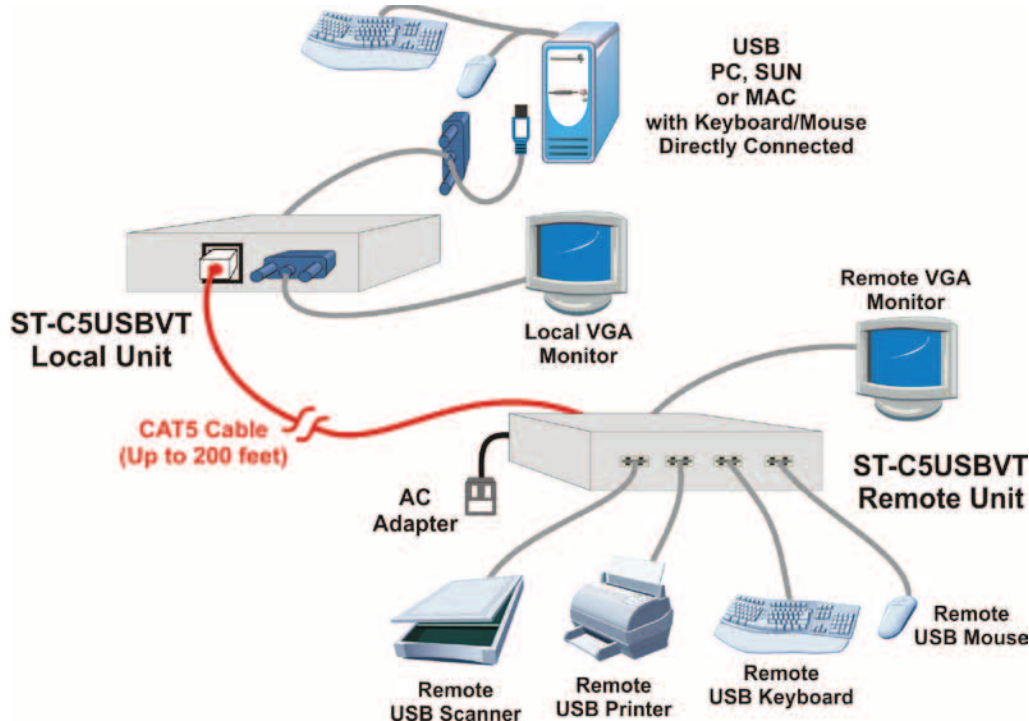 USB
PC, SUN
or MAC
with Keyboard/Mouse
Directly Connected
ST-C5USBVT
Local Unit
Local VGA
Monitor
Remote VGA
Monitor
CAT5 Cable
(Up to 200 feet)
AC
Adapter
ST-C5USBVT
Remote Unit
Remote
USB Scanner
Remote
USB Printer
Remote
USB Keyboard
Remote
USB Mouse